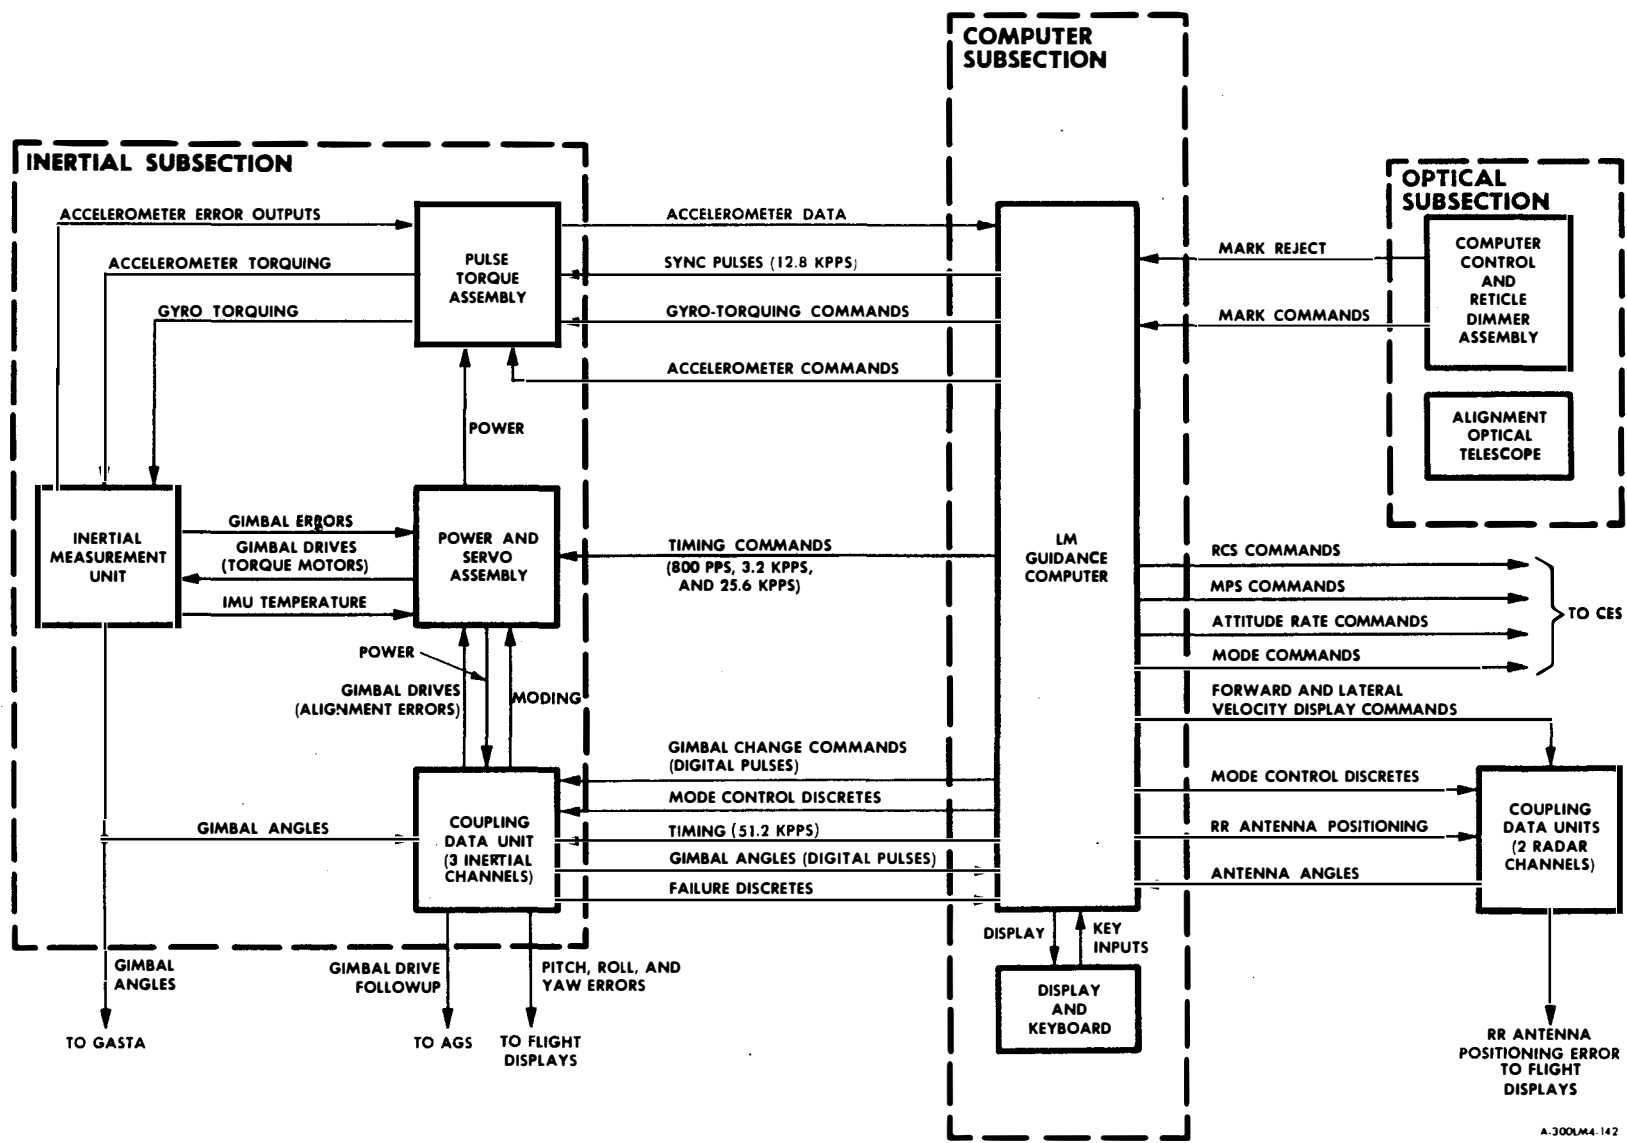 COMPUTER
SUBSECTION
INERTIAL SUBSECTION
OPTICAL
SUBSECTION
ACCELEROMETER ERROR OUTPUTS
ACCELEROMETER TORQUING
GYRO TORQUING
PULSE
TORQUE
ASSEMBLY
ACCELEROMETER DATA
SYNC PULSES (12.8 KPPS)
GYRO-TORQUING COMMANDS
ACCELEROMETER COMMANDS
MARK REJECT
MARK COMMANDS
COMPUTER
CONTROL
AND
RETICLE
DIMMER
ASSEMBLY
ALIGNMENT
OPTICAL
TELESCOPE
POWER
INERTIAL
MEASUREMENT
UNIT
GIMBAL ERRORS
GIMBAL DRIVES
(TORQUE MOTORS)
IMU TEMPERATURE
POWER AND
SERVO
ASSEMBLY
TIMING COMMANDS
(800 PPS, 3.2 KPPS,
AND 25.6 KPPS)
LM
GUIDANCE
COMPUTER
RCS COMMANDS
MPS COMMANDS
ATTITUDE RATE COMMANDS
MODE COMMANDS
TO CES
POWER
GIMBAL DRIVES
(ALIGNMENT ERRORS)
MODING
FORWARD AND LATERAL
VELOCITY DISPLAY COMMANDS
GIMBAL CHANGE COMMANDS
(DIGITAL PULSES)
MODE CONTROL DISCRETES
TIMING (51.2 KPPS)
GIMBAL ANGLES (DIGITAL PULSES)
FAILURE DISCRETES
GIMBAL ANGLES
COUPLING
DATA UNIT
(3 INERTIAL
CHANNELS)
MODE CONTROL DISCRETES
RR ANTENNA POSITIONING
ANTENNA ANGLES
COUPLING
DATA UNITS
(2 RADAR
CHANNELS)
DISPLAY
KEY
INPUTS
DISPLAY
AND
KEYBOARD
GIMBAL
ANGLES
GIMBAL DRIVE
FOLLOWUP
PITCH, ROLL, AND
YAW ERRORS
TO GASTA
TO AGS
TO FLIGHT
DISPLAYS
RR ANTENNA
POSITIONING ERROR
TO FLIGHT
DISPLAYS
A-300LM4-142